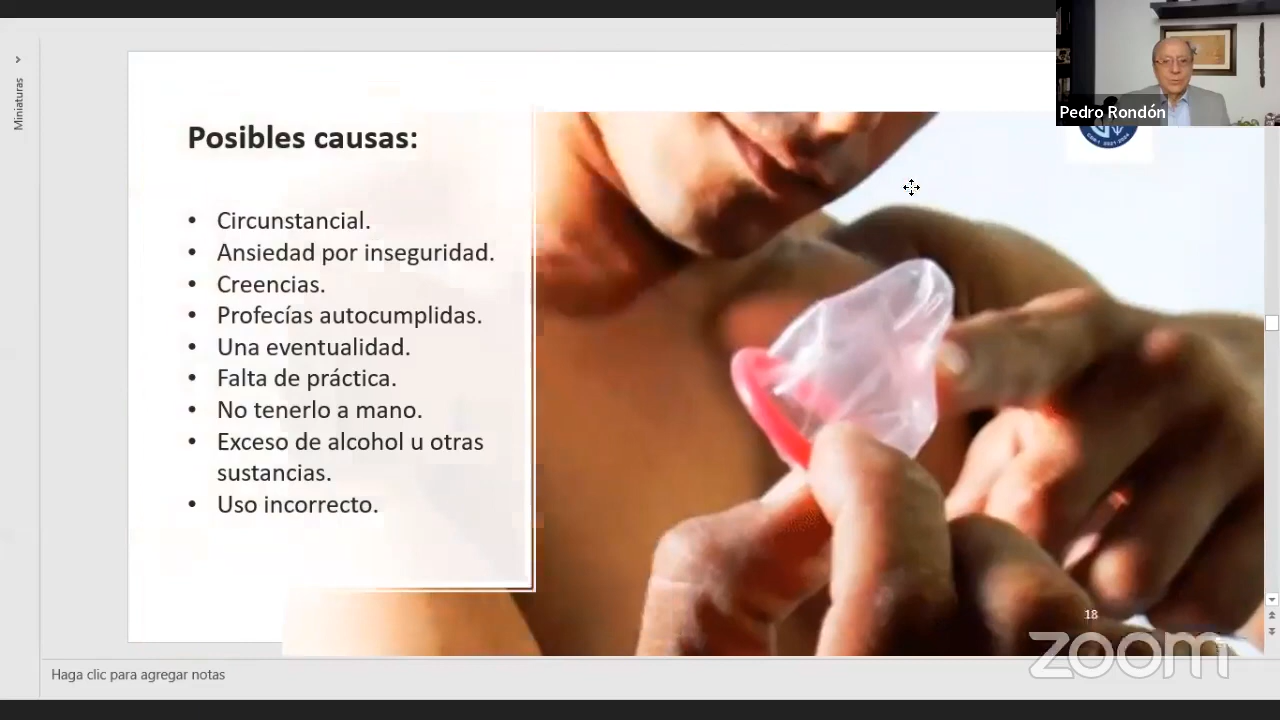 Miniaturas
Pedro Rondón
Posibles causas:
• Circunstancial.
• Ansiedad por inseguridad.
• Creencias.
• Profecías autocumplidas.
• Una eventualidad.
• Falta de práctica.
• No tenerlo a mano.
• Exceso de alcohol u otras
sustancias.
• Uso incorrecto.
18
zoom
Haga clic para agregar notas